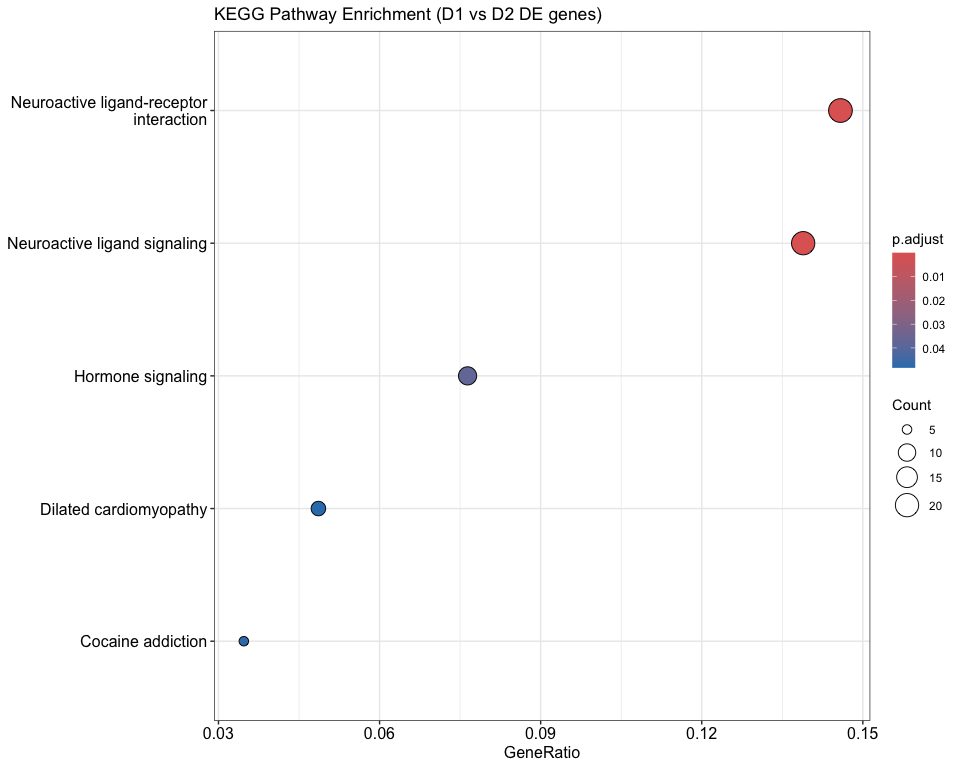 KEGG Pathway Enrichment (D1 vs D2 DE genes)
Neuroactive ligand-receptor
interaction
Neuroactive ligand signaling
Hormone signaling
Dilated cardiomyopathy
Cocaine addiction
0.03 0.06 0.09 0.12 0.15
GeneRatio
p.adjust
0.01
0.02
0.03
0.04
Count
5
10
15
20